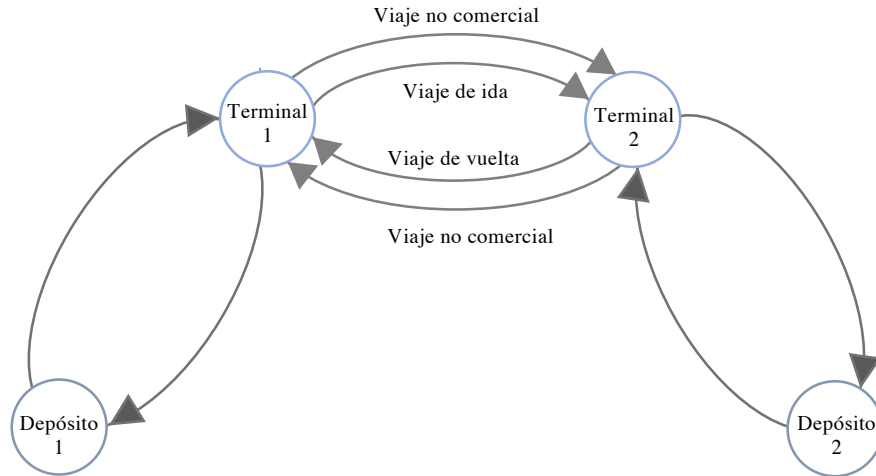 Viaje no comercial
Terminal
1
Viaje de ida
Terminal
2
Viaje de vuelta
Viaje no comercial
Depósito
1
Depósito
2